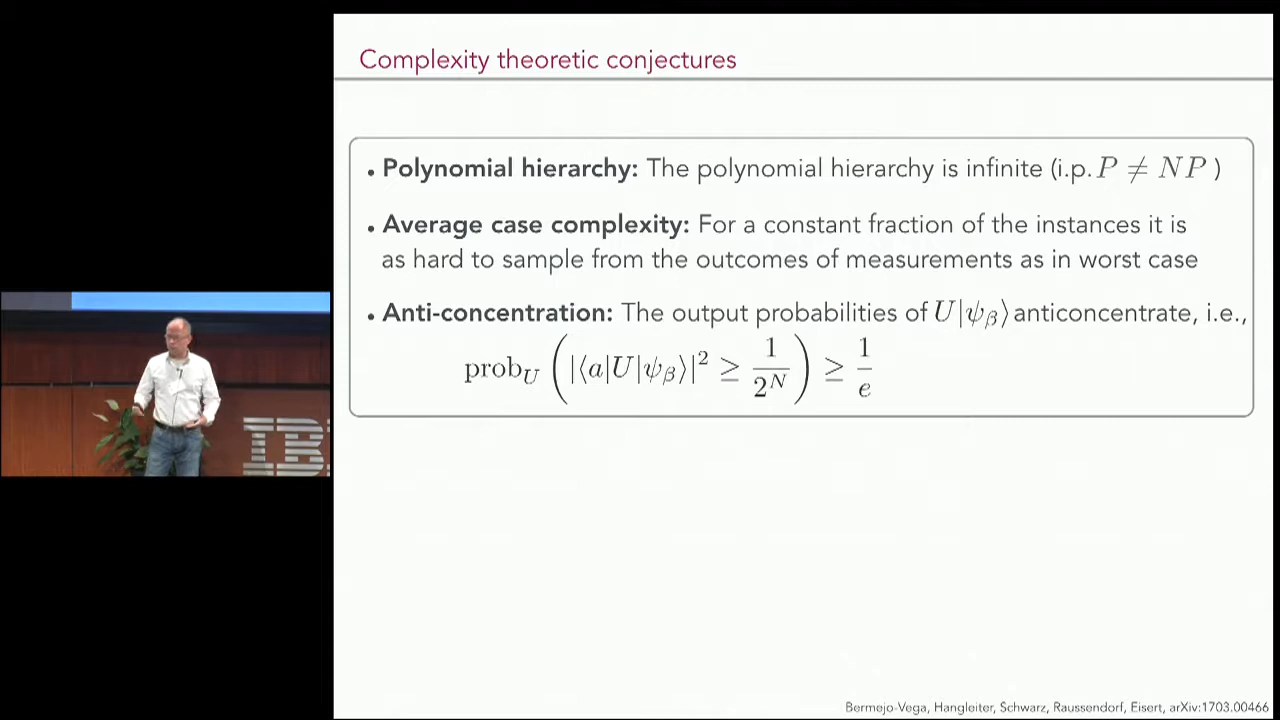 Complexity theoretic conjectures
• Polynomial hierarchy: The polynomial hierarchy is infinite (i.p. P ≠ NP )
• Average case complexity: For a constant fraction of the instances it is
as hard to sample from the outcomes of measurements as in worst case
• Anti-concentration: The output probabilities of U|ψ_β⟩ anticoncentrate, i.e.,
prob_U ( |⟨a|U|ψ_β⟩|² ≥ 1/2^N ) ≥ 1/e
Bermejo-Vega, Hangleiter, Schwarz, Raussendorf, Eisert, arXiv:1703.00466